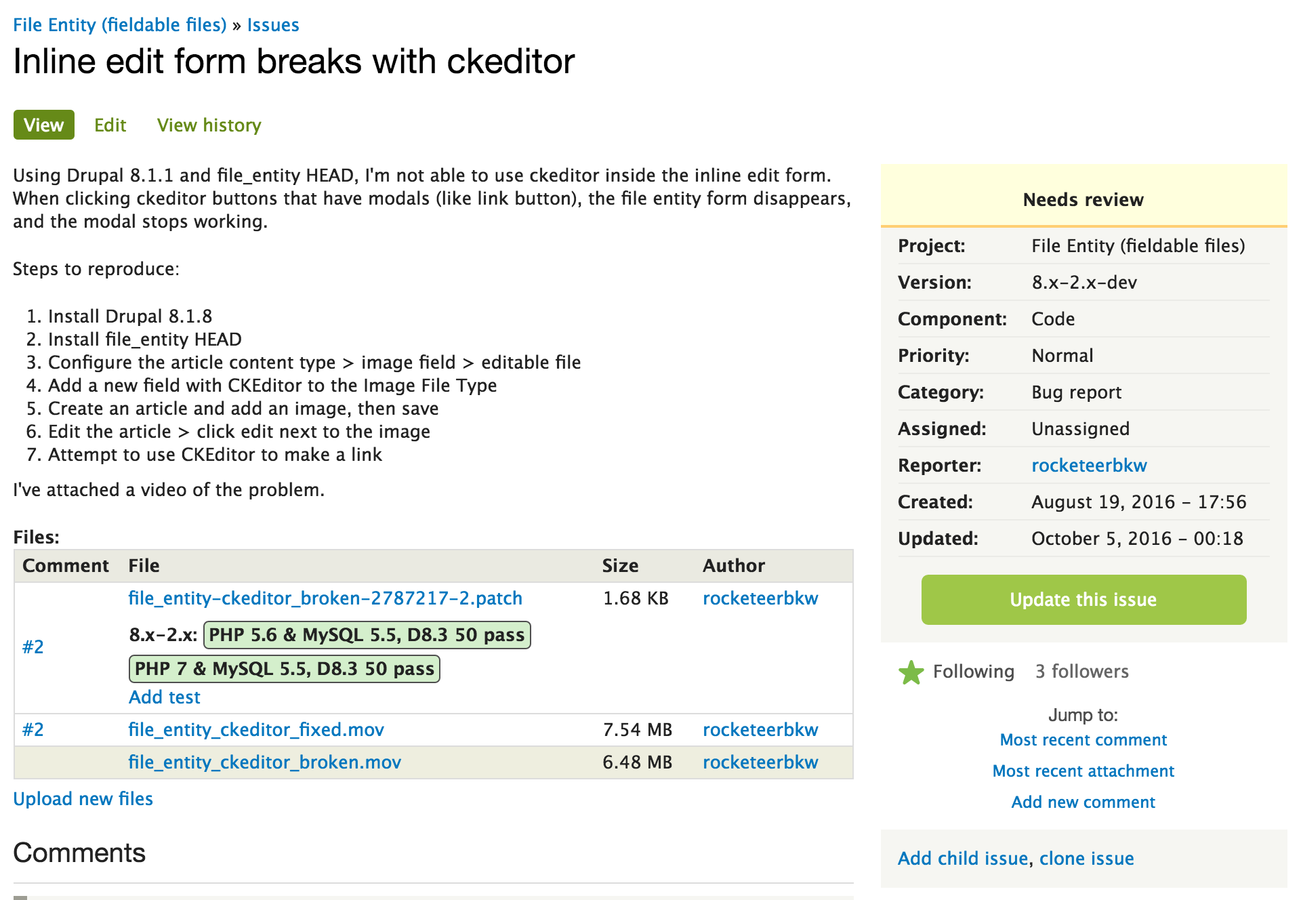 File Entity (fieldable files) » Issues
Inline edit form breaks with ckeditor
View Edit View history
Using Drupal 8.1.1 and file_entity HEAD, I'm not able to use ckeditor inside the inline edit form.
When clicking ckeditor buttons that have modals (like link button), the file entity form disappears,
and the modal stops working.
Steps to reproduce:
1. Install Drupal 8.1.8
2. Install file_entity HEAD
3. Configure the article content type > image field > editable file
4. Add a new field with CKEditor to the Image File Type
5. Create an article and add an image, then save
6. Edit the article > click edit next to the image
7. Attempt to use CKEditor to make a link
I've attached a video of the problem.
Files:
Comment File Size Author
#2 file_entity-ckeditor_broken-2787217-2.patch 1.68 KB rocketeerbkw
8.x-2.x: PHP 5.6 & MySQL 5.5, D8.3 50 pass
PHP 7 & MySQL 5.5, D8.3 50 pass
Add test
#2 file_entity_ckeditor_fixed.mov 7.54 MB rocketeerbkw
file_entity_ckeditor_broken.mov 6.48 MB rocketeerbkw
Upload new files
Comments
Needs review
Project: File Entity (fieldable files)
Version: 8.x-2.x-dev
Component: Code
Priority: Normal
Category: Bug report
Assigned: Unassigned
Reporter: rocketeerbkw
Created: August 19, 2016 - 17:56
Updated: October 5, 2016 - 00:18
Update this issue
Following 3 followers
Jump to:
Most recent comment
Most recent attachment
Add new comment
Add child issue, clone issue